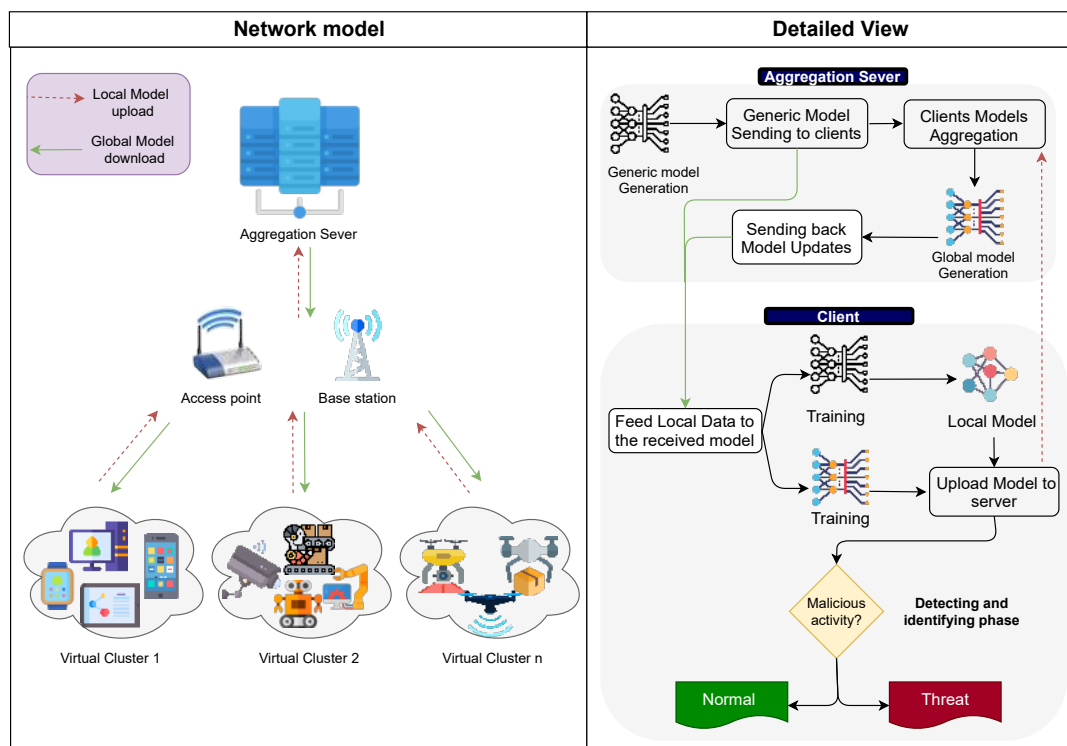 Network model
Detailed View
Local Model
upload
Global Model
download
Aggregation Sever
Access point
Base station
Virtual Cluster 1
Virtual Cluster 2
Virtual Cluster n
Aggregation Sever
Generic model
Generation
Generic Model
Sending to clients
Clients Models
Aggregation
Sending back
Model Updates
Global model
Generation
Client
Feed Local Data to
the received model
Training
Local Model
Training
Upload Model to
server
Malicious
activity?
Detecting and
identifying phase
Normal
Threat